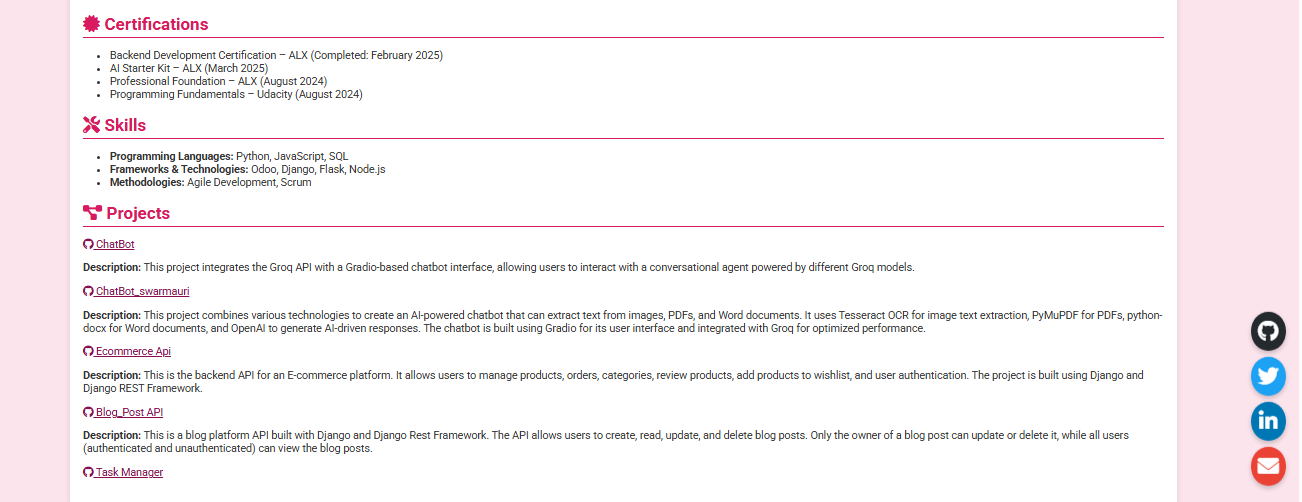 Certifications
Backend Development Certification – ALX (Completed: February 2025)
AI Starter Kit – ALX (March 2025)
Professional Foundation – ALX (August 2024)
Programming Fundamentals – Udacity (August 2024)
Skills
Programming Languages: Python, JavaScript, SQL
Frameworks & Technologies: Odoo, Django, Flask, Node.js
Methodologies: Agile Development, Scrum
Projects
ChatBot
Description: This project integrates the Groq API with a Gradio-based chatbot interface, allowing users to interact with a conversational agent powered by different Groq models.
ChatBot_swarmauri
Description: This project combines various technologies to create an AI-powered chatbot that can extract text from images, PDFs, and Word documents. It uses Tesseract OCR for image text extraction, PyMuPDF for PDFs, python-
docx for Word documents, and OpenAI to generate AI-driven responses. The chatbot is built using Gradio for its user interface and integrated with Groq for optimized performance.
Ecommerce Api
Description: This is the backend API for an E-commerce platform. It allows users to manage products, orders, categories, review products, add products to wishlist, and user authentication. The project is built using Django and
Django REST Framework.
Blog_Post API
Description: This is a blog platform API built with Django and Django Rest Framework. The API allows users to create, read, update, and delete blog posts. Only the owner of a blog post can update or delete it, while all users
(authenticated and unauthenticated) can view the blog posts.
Task Manager
in